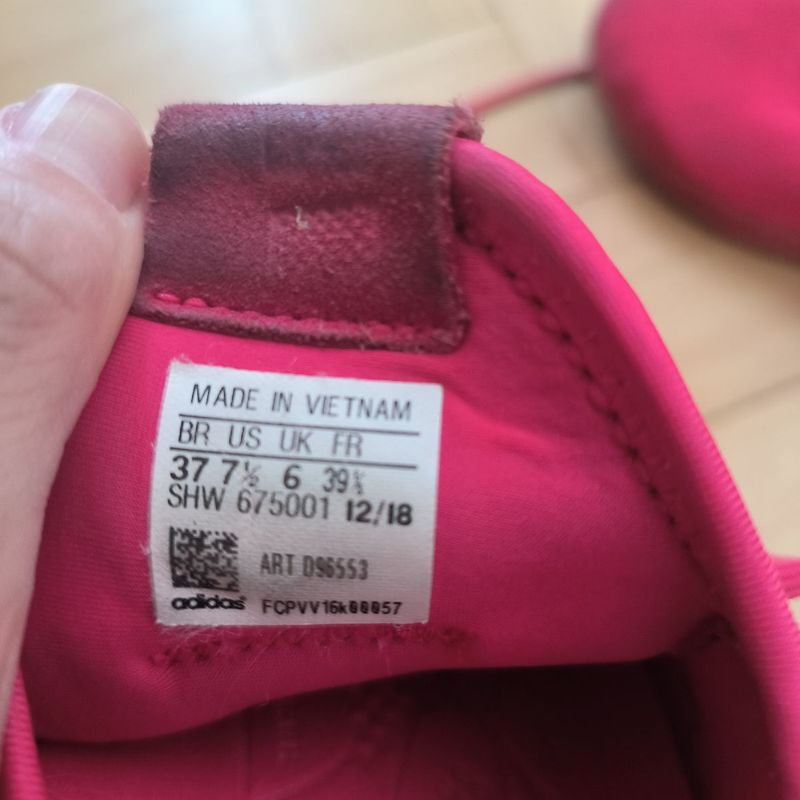 MADE IN VIETNAM
BR US UK FR
37 7½ 6 39⅓
SHW 675001 12/18
ART D96553
adidas FCPVV16k00057